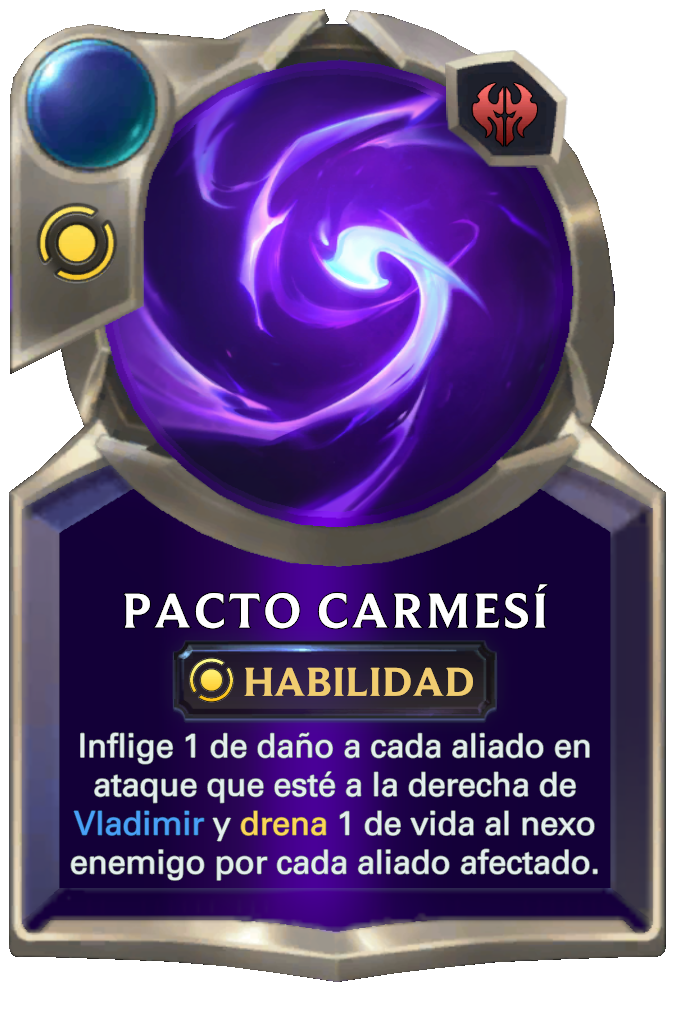 PACTO CARMESÍ
HABILIDAD
Inflige 1 de daño a cada aliado en
ataque que esté a la derecha de
Vladimir y drena 1 de vida al nexo
enemigo por cada aliado afectado.